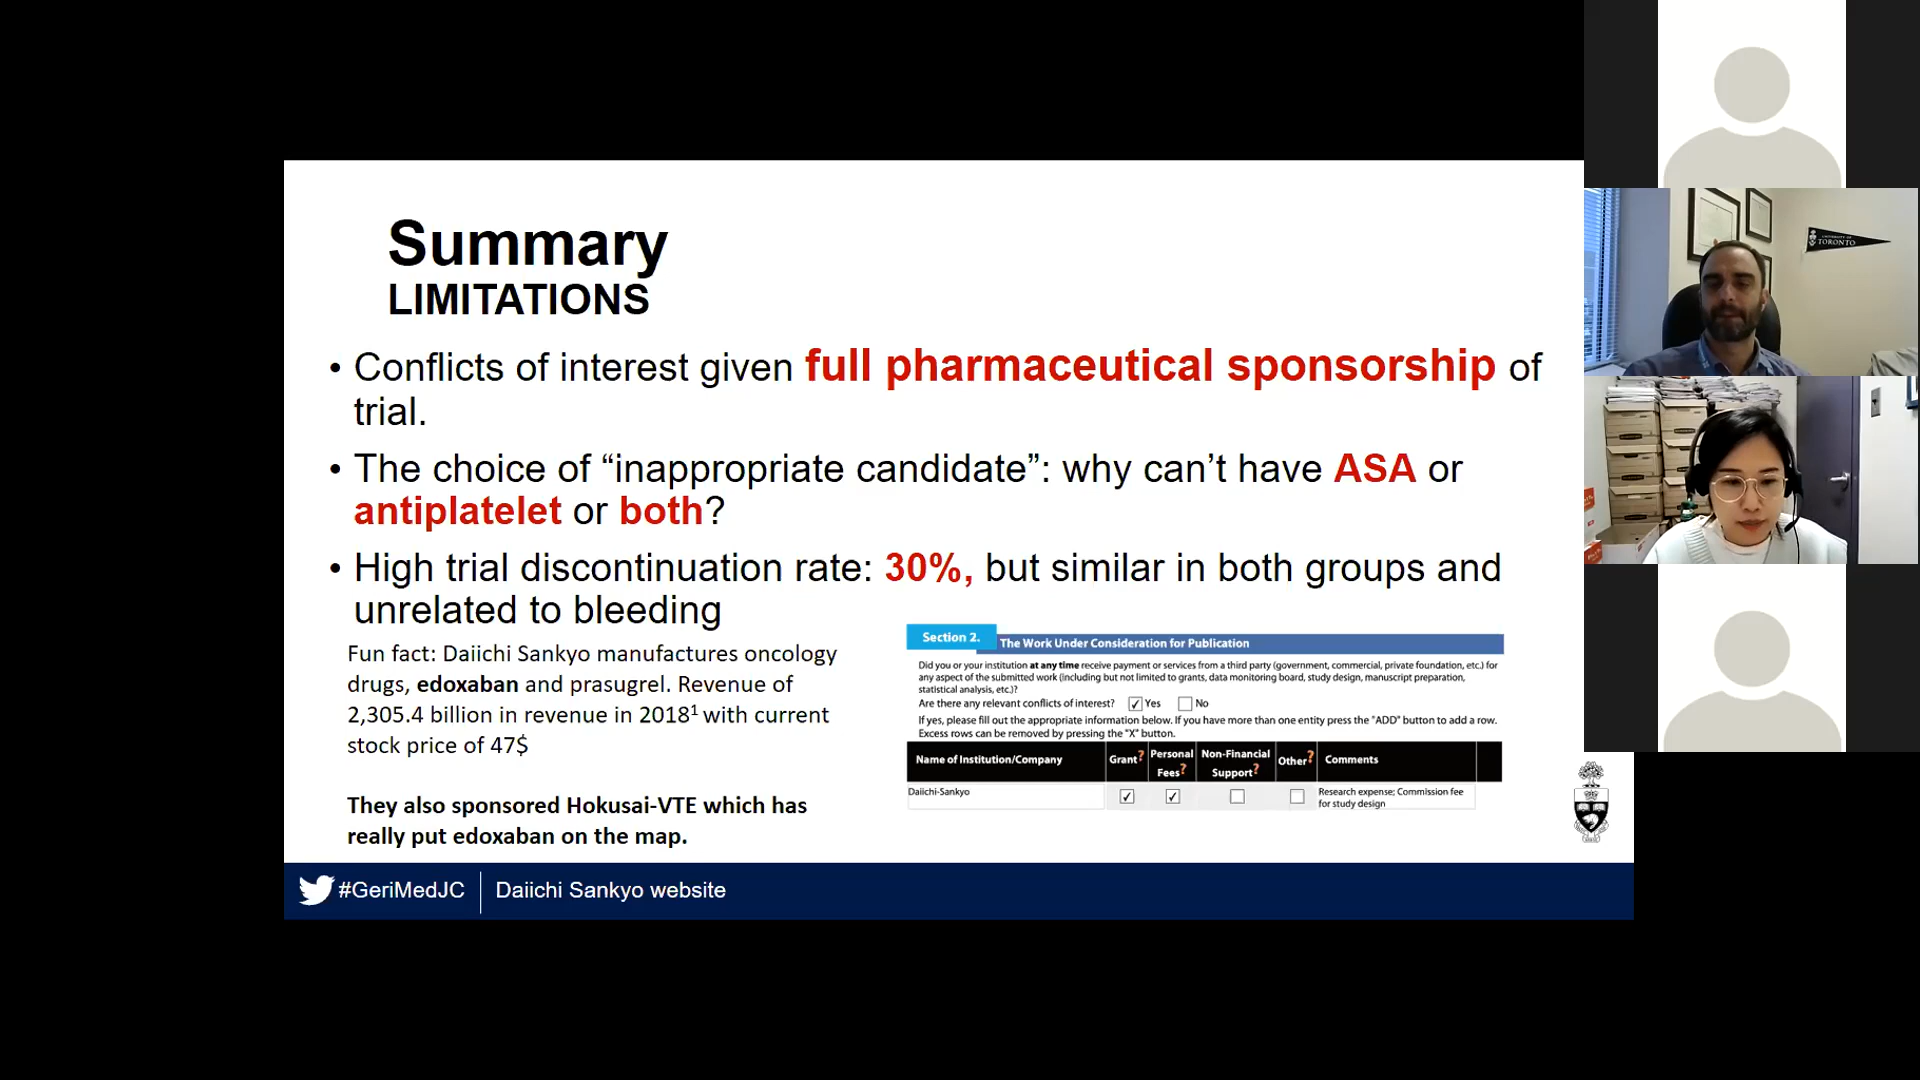 Summary
LIMITATIONS
• Conflicts of interest given full pharmaceutical sponsorship of
trial.
• The choice of “inappropriate candidate”: why can’t have ASA or
antiplatelet or both?
• High trial discontinuation rate: 30%, but similar in both groups and
unrelated to bleeding
Fun fact: Daiichi Sankyo manufactures oncology
drugs, edoxaban and prasugrel. Revenue of
2,305.4 billion in revenue in 2018¹ with current
stock price of 47$
They also sponsored Hokusai-VTE which has
really put edoxaban on the map.
Section 2. The Work Under Consideration for Publication
Did you or your institution at any time receive payment or services from a third party (government, commercial, private foundation, etc.) for
any aspect of the submitted work (including but not limited to grants, data monitoring board, study design, manuscript preparation,
statistical analysis, etc.)?
Are there any relevant conflicts of interest? ✓ Yes No
If yes, please fill out the appropriate information below. If you have more than one entity press the "ADD" button to add a row.
Excess rows can be removed by pressing the "X" button.
Name of Institution/Company Grant? Personal Fees? Non-Financial Support? Other? Comments
Daiichi-Sankyo ✓ ✓ Research expense; Commission fee
for study design
#GeriMedJC Daiichi Sankyo website
TORONTO